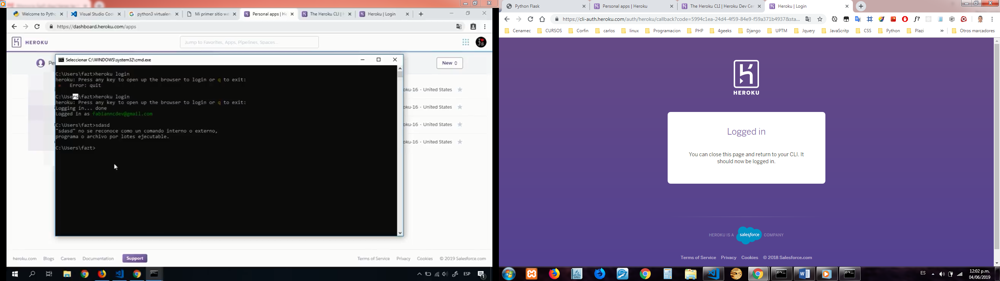 Welcome to Pytho
Visual Studio Cod
python3 virtualen
Mi primer sitio we
Personal apps | He
The Heroku CLI | H
Heroku | Login
https://dashboard.heroku.com/apps
HEROKU
Jump to Favorites, Apps, Pipelines, Spaces...
I ♥ JS
Pe
New
Seleccionar C:\WINDOWS\system32\cmd.exe
C:\Users\fazt>heroku login
heroku: Press any key to open up the browser to login or q to exit:
Error: quit
C:\Users\fazt>heroku login
heroku: Press any key to open up the browser to login or q to exit:
Logging in... done
Logged in as fabianncdev@gmail.com
C:\Users\fazt>sdasd
"sdasd" no se reconoce como un comando interno o externo,
programa o archivo por lotes ejecutable.
C:\Users\fazt>
oku-16 · United States
oku-16 · United States
oku-16 · United States
oku-16 · United States
heroku.com Blogs Careers Documentation Support
Terms of Service Privacy Cookies © 2019 Salesforce.com
ESP
1
Python Flask
Personal apps | Heroku
The Heroku CLI | Heroku Dev Cen
Heroku | Login
https://cli-auth.heroku.com/auth/heroku/callback?code=5994c1ea-24d4-4f59-84e9-f59a371b4937&sta...
f?
Cenamec CURSOS Corfin carlos linux Programacion PHP 4geeks Django UPTM Jquery JavaScritp CSS Python Plazi » Otros marcadores
HEROKU
Logged in
You can close this page and return to your CLI. It
should now be logged in.
HEROKU IS A salesforce COMPANY
Terms of Service Privacy Cookies © 2018 Salesforce.com
2011
ES
12:02 p.m.
04/06/2019